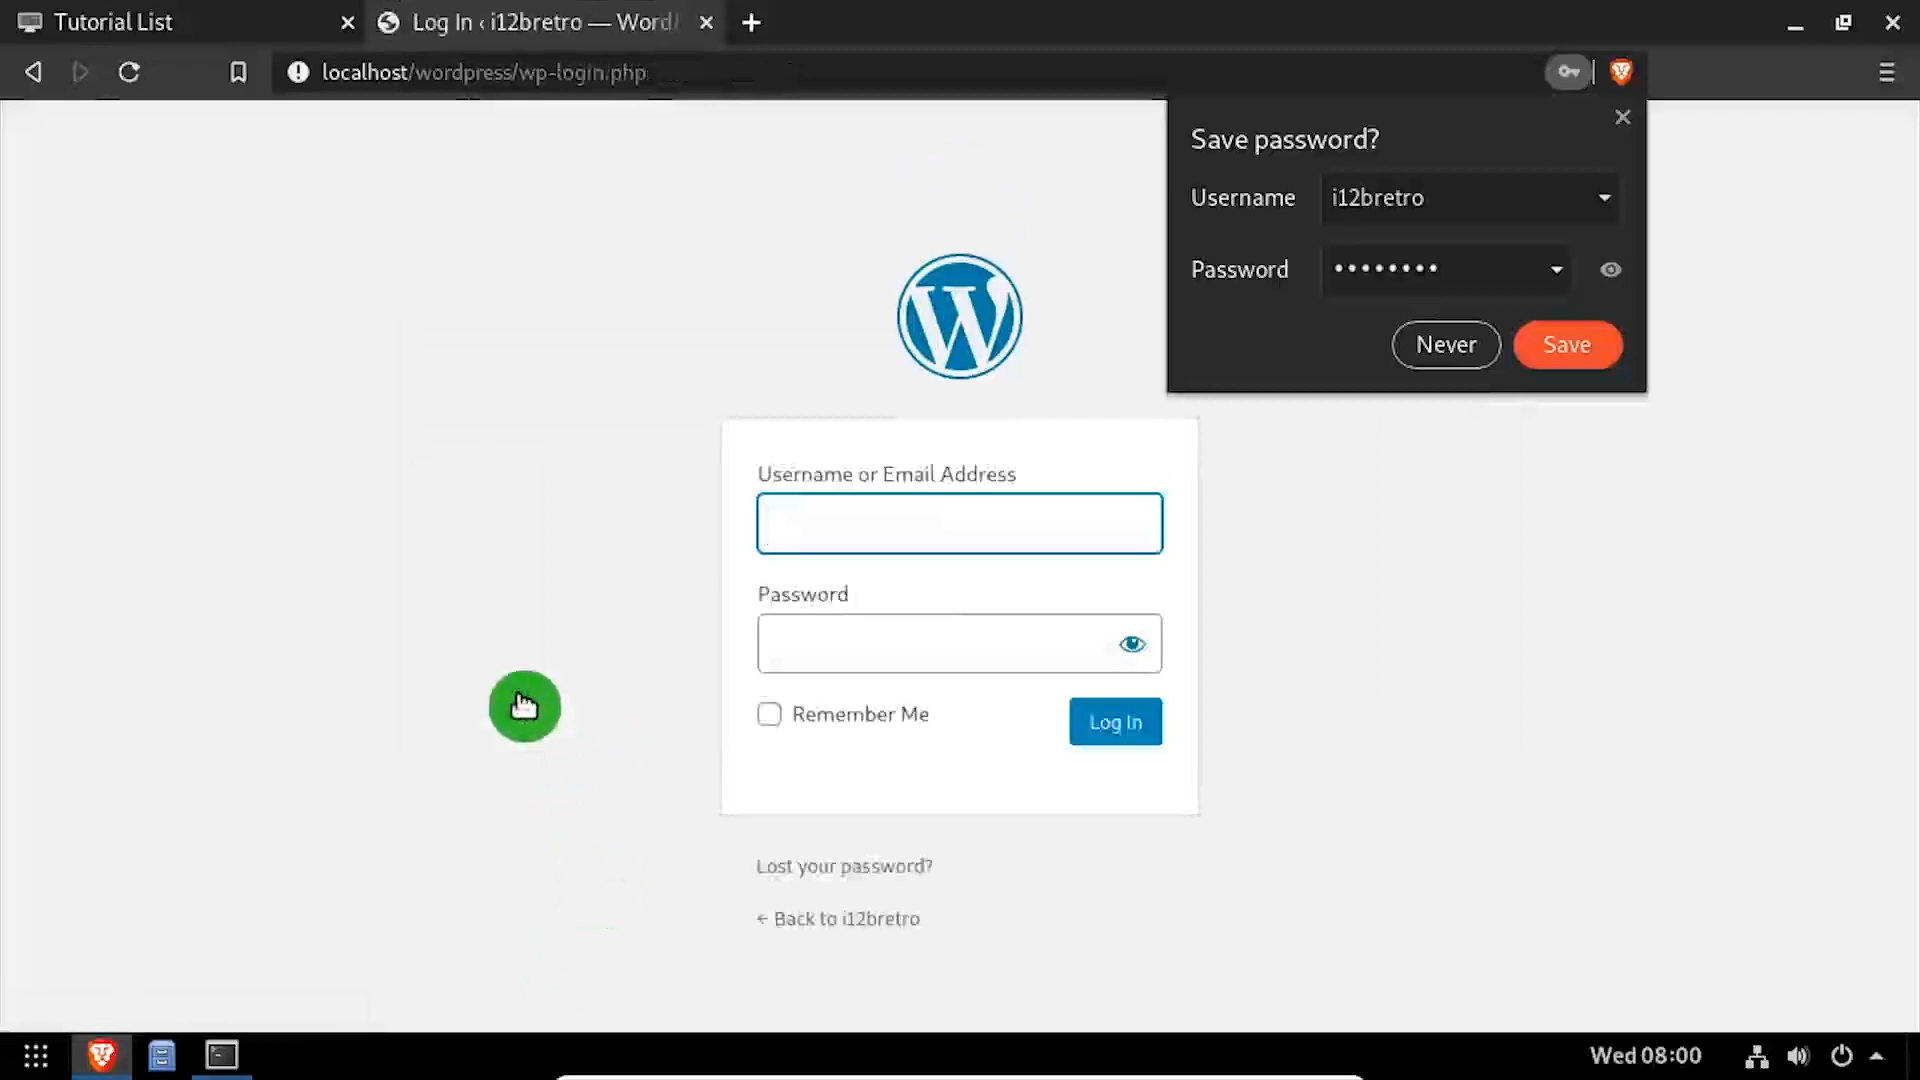 Tutorial List
Log In ‹ i12bretro — Word
localhost/wordpress/wp-login.php
Save password?
Username
i12bretro
Password
••••••••
Never
Save
Username or Email Address
Password
Remember Me
Log In
Lost your password?
← Back to i12bretro
Wed 08:00